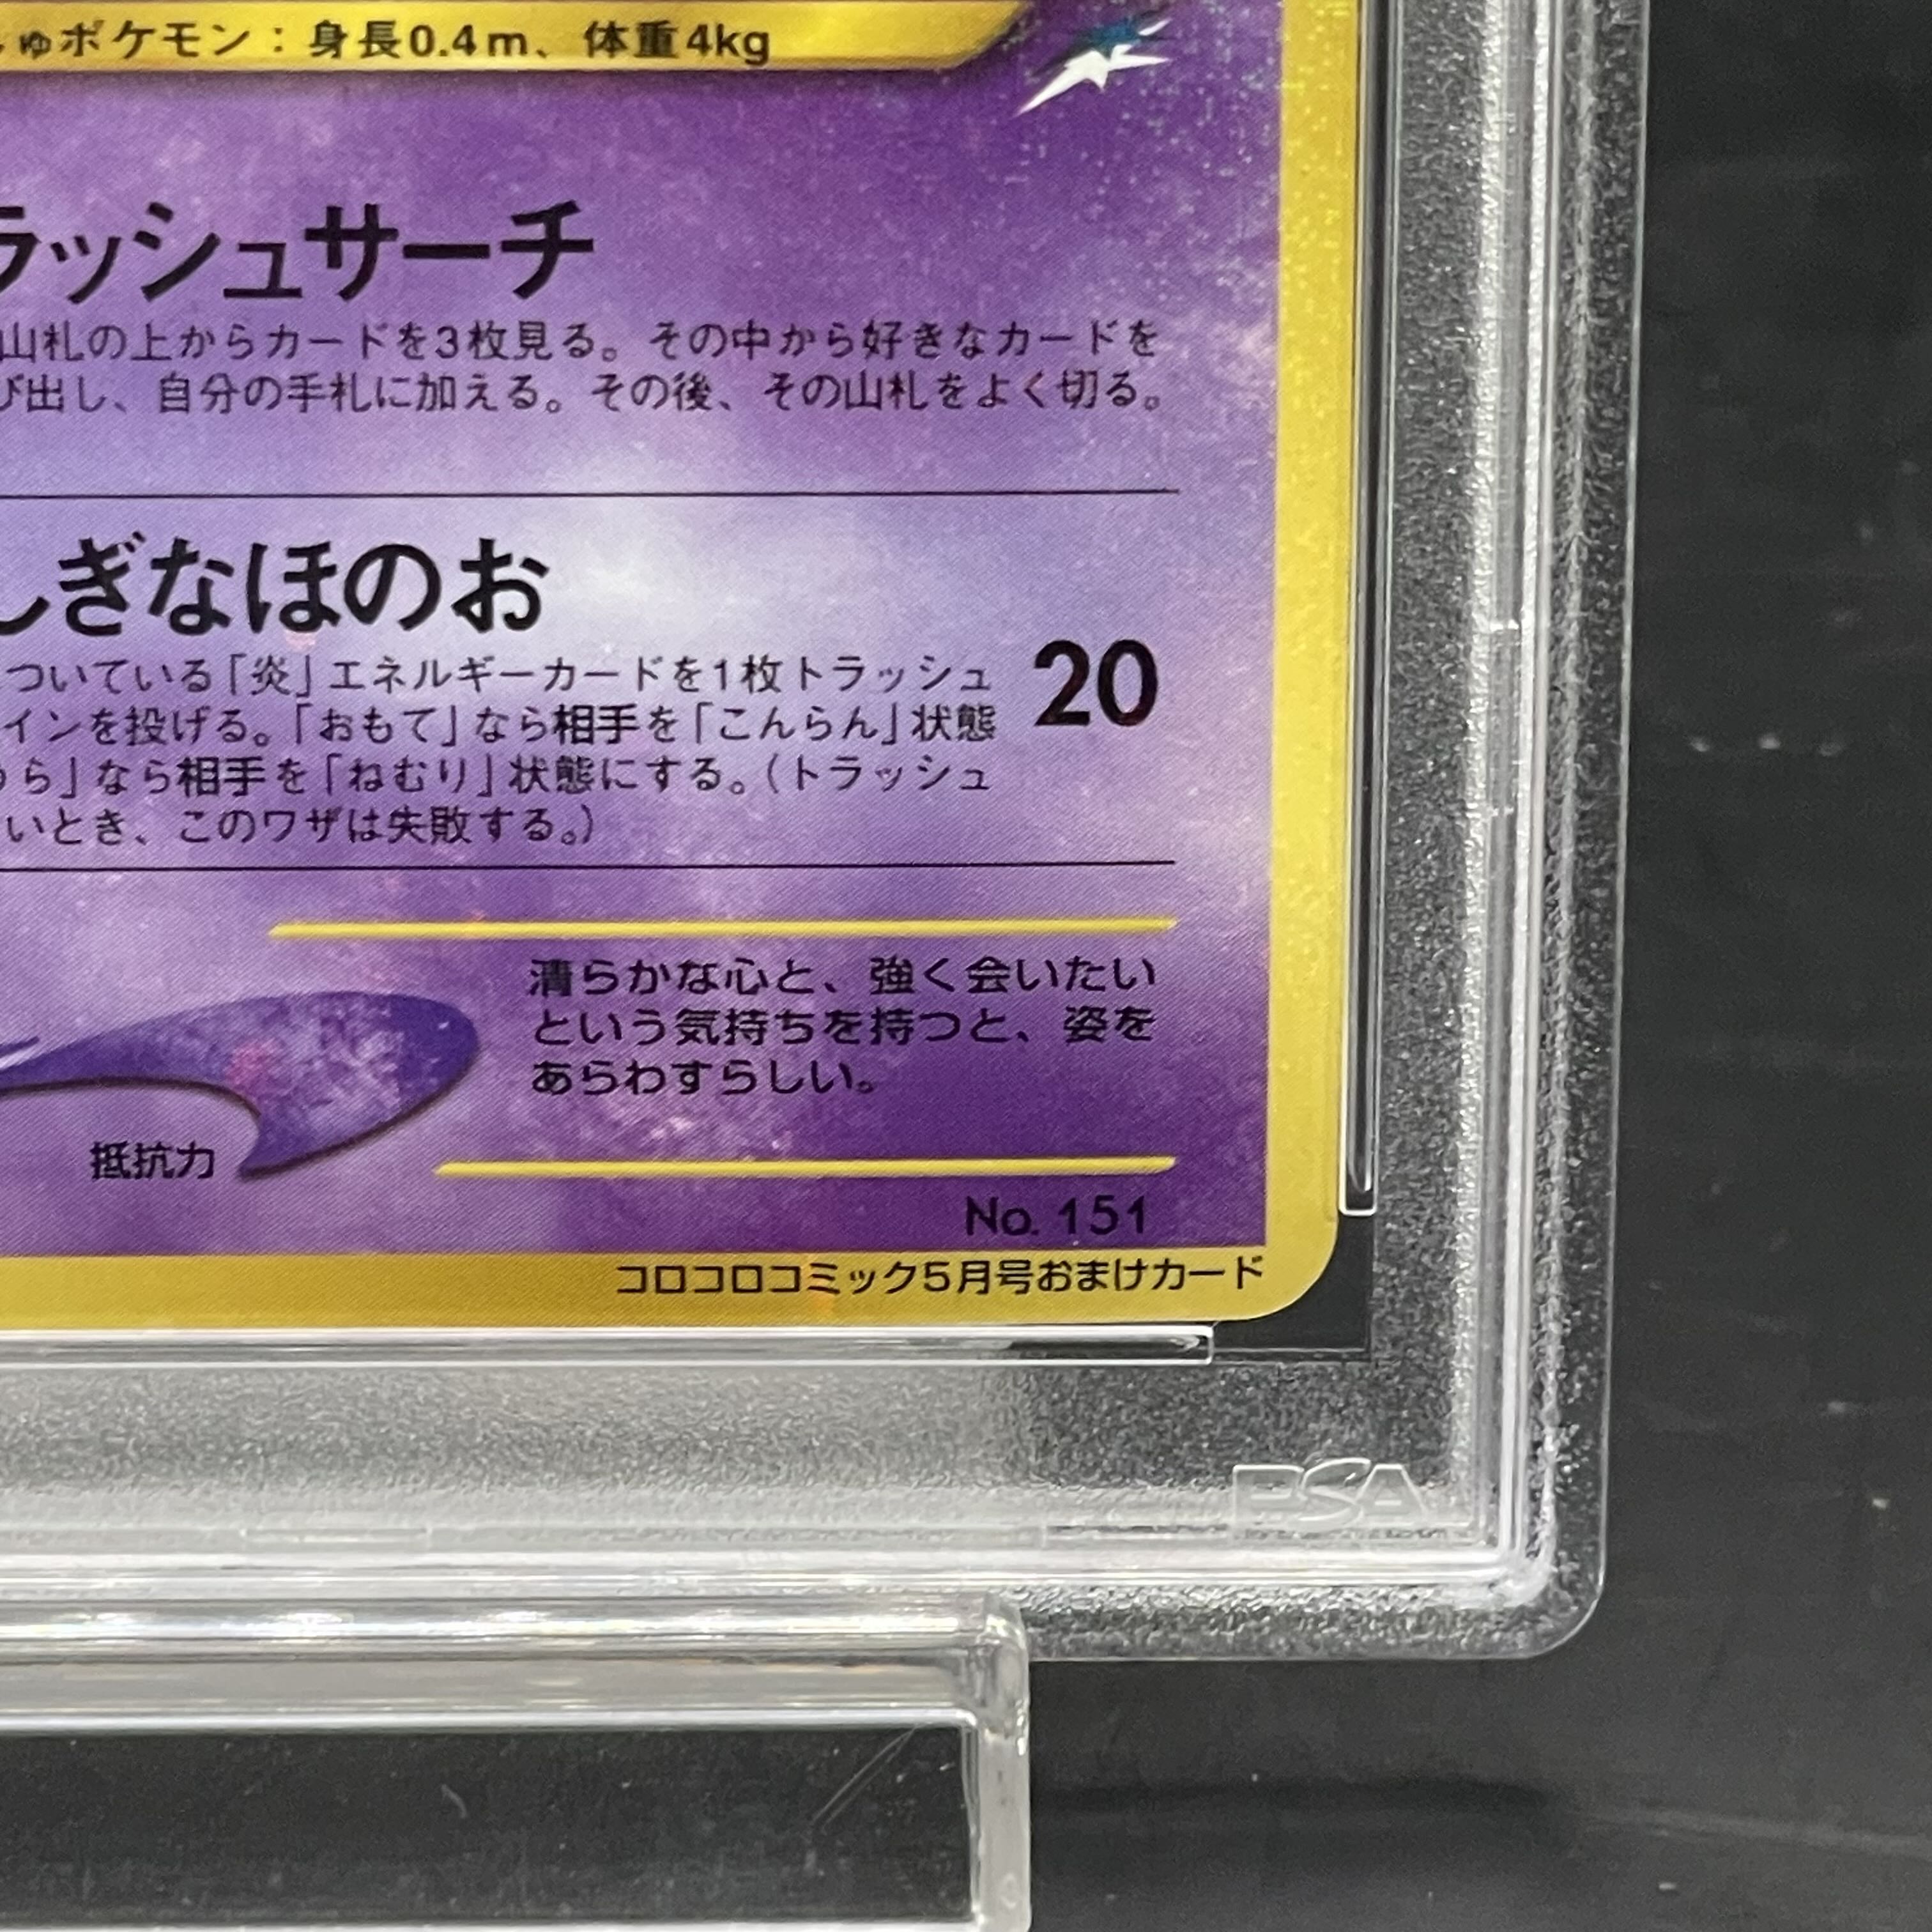 ゅポケモン：身長0.4m、体重4kg
ラッシュサーチ
山札の上からカードを3枚見る。その中から好きなカードを
び出し、自分の手札に加える。その後、その山札をよく切る。
しぎなほのお
ついている「炎」エネルギーカードを1枚トラッシュ
インを投げる。「おもて」なら相手を「こんらん」状態
うら」なら相手を「ねむり」状態にする。（トラッシュ
いとき、このワザは失敗する。）
20
清らかな心と、強く会いたい
という気持ちを持つと、姿を
あらわすらしい。
抵抗力
No. 151
コロコロコミック5月号おまけカード
PSA